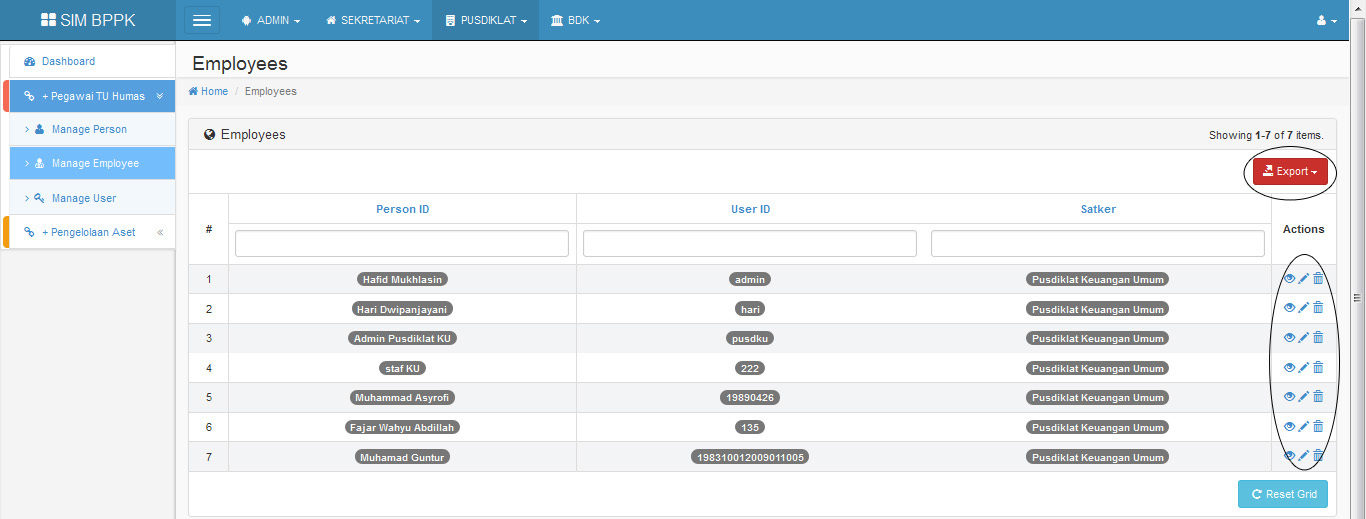 SIM BPPK
ADMIN
SEKRETARIAT
PUSDIKLAT
BDK
Dashboard
+ Pegawai TU Humas
> Manage Person
> Manage Employee
> Manage User
+ Pengelolaan Aset
Employees
Home / Employees
Employees
Showing 1-7 of 7 items.
Export
# Person ID User ID Satker Actions
1 Hafid Mukhlasin admin Pusdiklat Keuangan Umum
2 Hari Dwipanjayani hari Pusdiklat Keuangan Umum
3 Admin Pusdiklat KU pusdku Pusdiklat Keuangan Umum
4 staf KU 222 Pusdiklat Keuangan Umum
5 Muhammad Asyrofi 19890426 Pusdiklat Keuangan Umum
6 Fajar Wahyu Abdillah 135 Pusdiklat Keuangan Umum
7 Muhamad Guntur 198310012009011005 Pusdiklat Keuangan Umum
Reset Grid